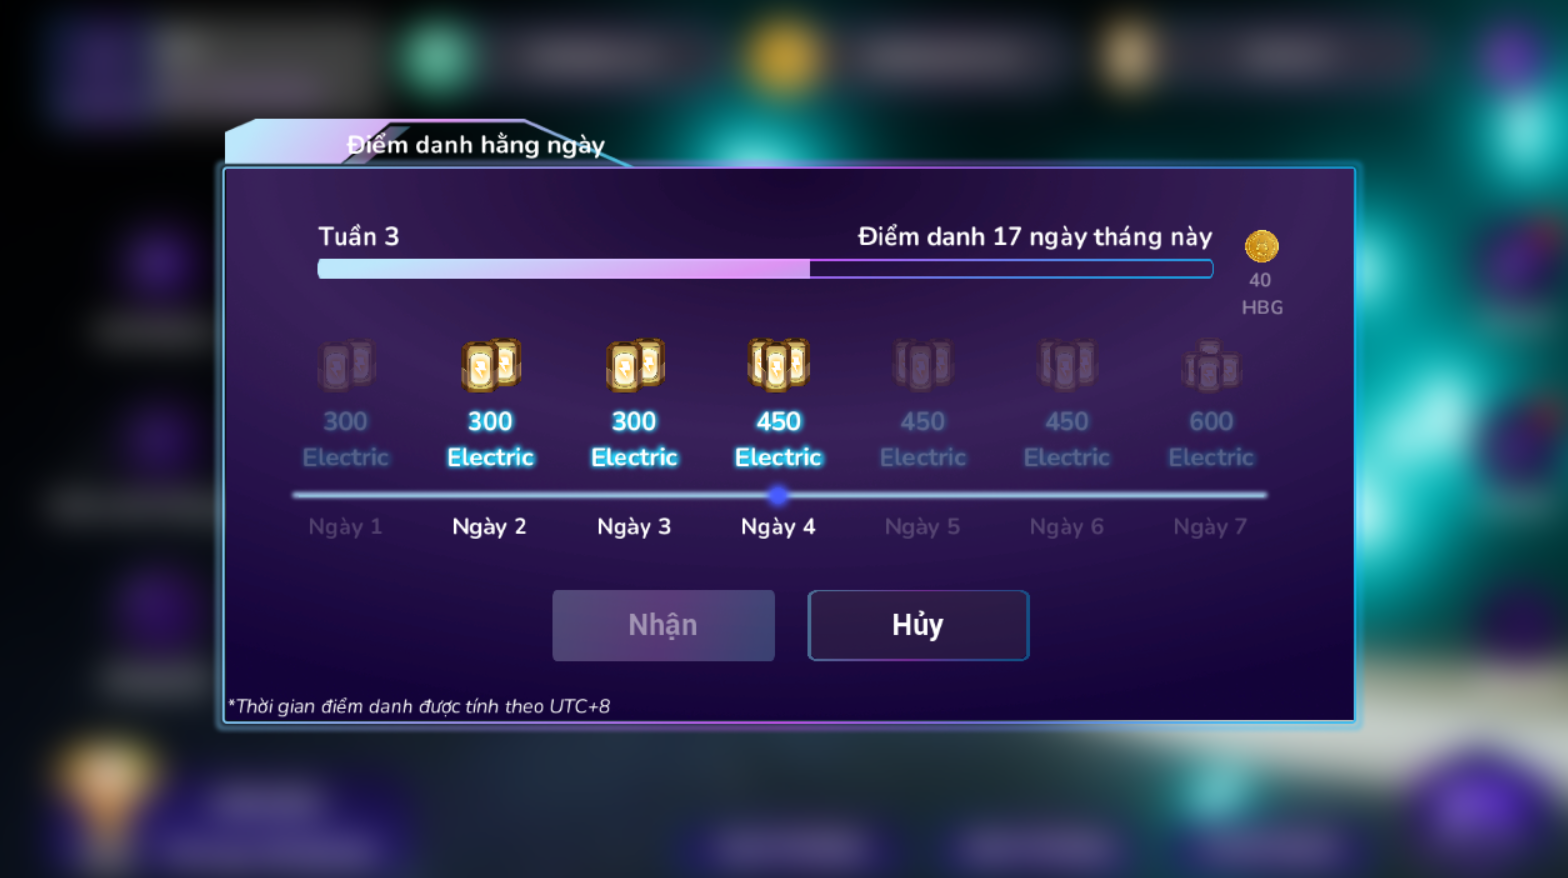 Điểm danh hằng ngày
Tuần 3
Điểm danh 17 ngày tháng này
40
HBG
300 300 300 450 450 450 600
Electric Electric Electric Electric Electric Electric Electric
Ngày 1 Ngày 2 Ngày 3 Ngày 4 Ngày 5 Ngày 6 Ngày 7
Nhận Hủy
*Thời gian điểm danh được tính theo UTC+8